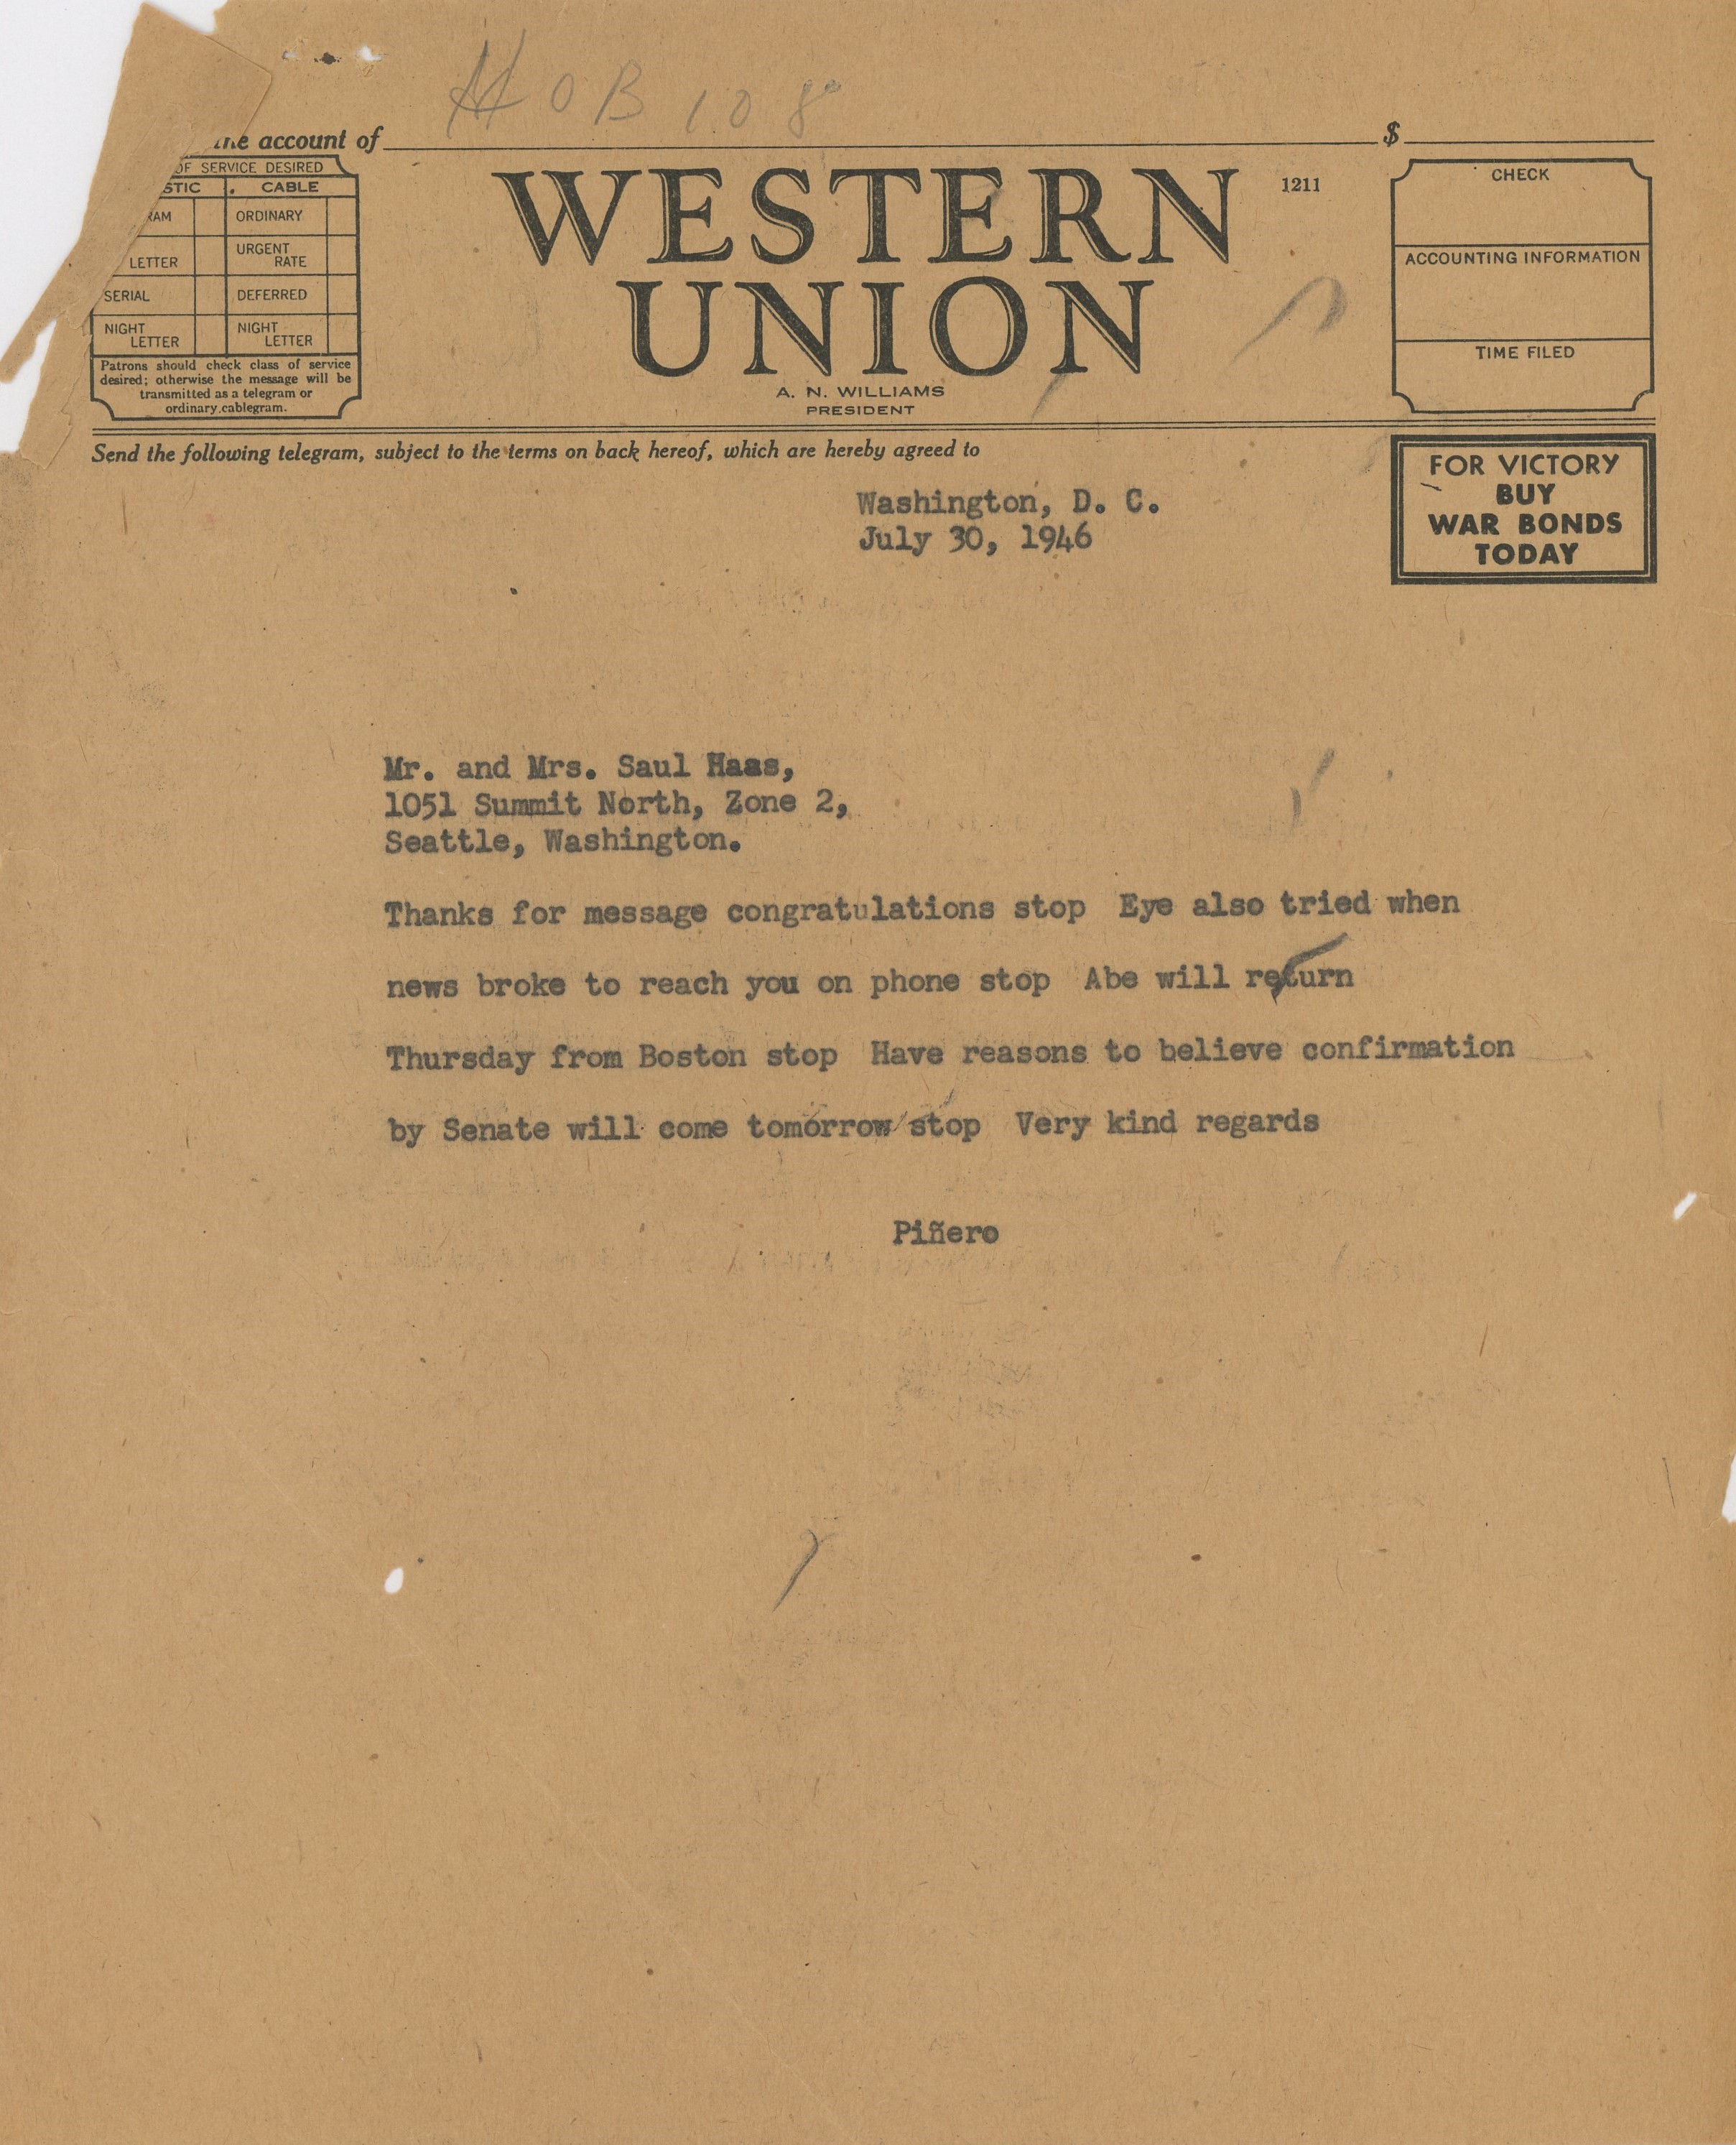 HOB 108
the account of $
OF SERVICE DESIRED
STIC CABLE
RAM ORDINARY
LETTER URGENT RATE
SERIAL DEFERRED
NIGHT LETTER NIGHT LETTER
Patrons should check class of service
desired; otherwise the message will be
transmitted as a telegram or
ordinary cablegram.
WESTERN
UNION
1211
A. N. WILLIAMS
PRESIDENT
CHECK
ACCOUNTING INFORMATION
TIME FILED
Send the following telegram, subject to the terms on back hereof, which are hereby agreed to
FOR VICTORY
BUY
WAR BONDS
TODAY
Washington, D. C.
July 30, 1946
Mr. and Mrs. Saul Haas,
1051 Summit North, Zone 2,
Seattle, Washington.
Thanks for message congratulations stop Eye also tried when
news broke to reach you on phone stop Abe will return
Thursday from Boston stop Have reasons to believe confirmation
by Senate will come tomorrow stop Very kind regards
Piñero